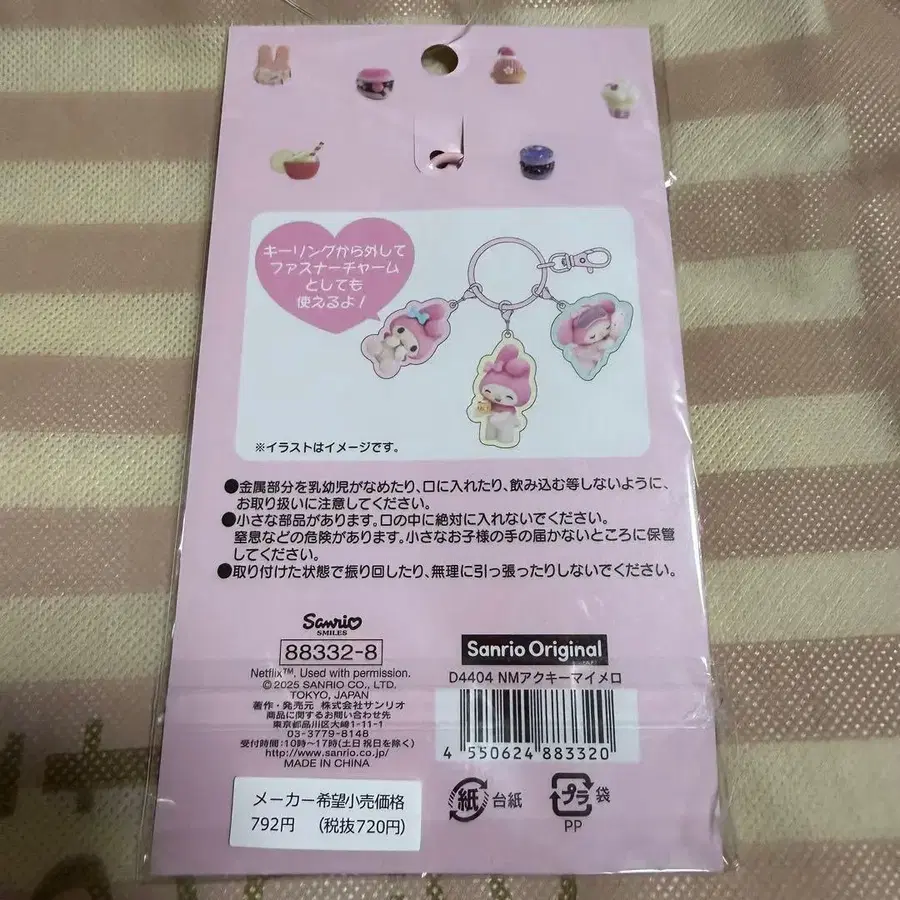 キーリングから外して
ファスナーチャーム
としても
使えるよ!
※イラストはイメージです。
●金属部分を乳幼児がなめたり、口に入れたり、飲み込む等しないように、
お取り扱いに注意してください。
●小さな部品があります。口の中に絶対に入れないでください。
窒息などの危険があります。小さなお子様の手の届かないところに保管
してください。
●取り付けた状態で振り回したり、無理に引っ張ったりしないでください。
Sanrio
SMILES
88332-8
Netflix™. Used with permission.
© 2025 SANRIO CO., LTD.
TOKYO, JAPAN
著作・発売元 株式会社サンリオ
商品に関するお問い合わせ先
東京都品川区大崎1-11-1
03-3779-8148
受付時間:10時~17時(土日祝日を除く)
http://www.sanrio.co.jp/
MADE IN CHINA
Sanrio Original
D4404 NMアクキーマイメロ
4 550624 883320
紙 台紙
プラ 袋
PP
メーカー希望小売価格
792円 (税抜720円)